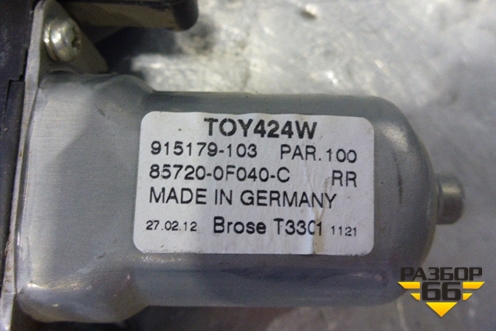 TOY424W
915179-103 PAR.100
85720-0F040-C RR
MADE IN GERMANY
27.02.12 Brose T3301 1121
РАЗБОР
66